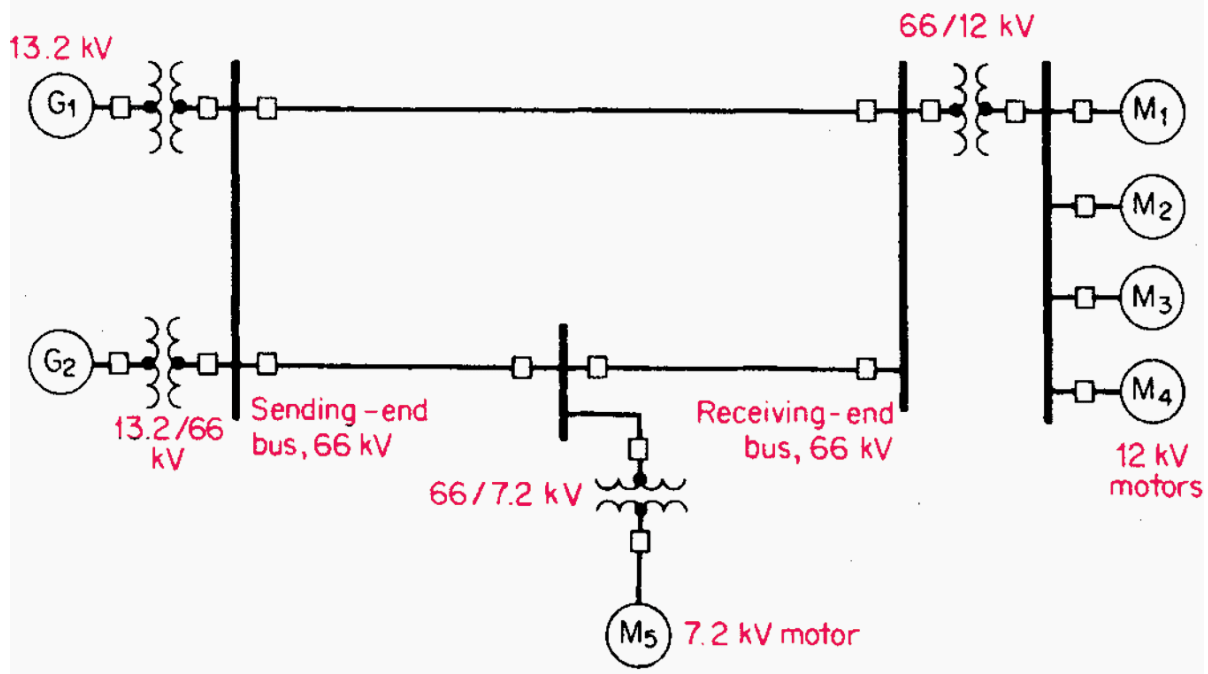 13.2 kV
66/12 kV
G1
M1
M2
M3
G2
M4
13.2/66
kV
Sending-end
bus, 66 kV
Receiving-end
bus, 66 kV
12 kV
motors
66/7.2 kV
M5
7.2 kV motor